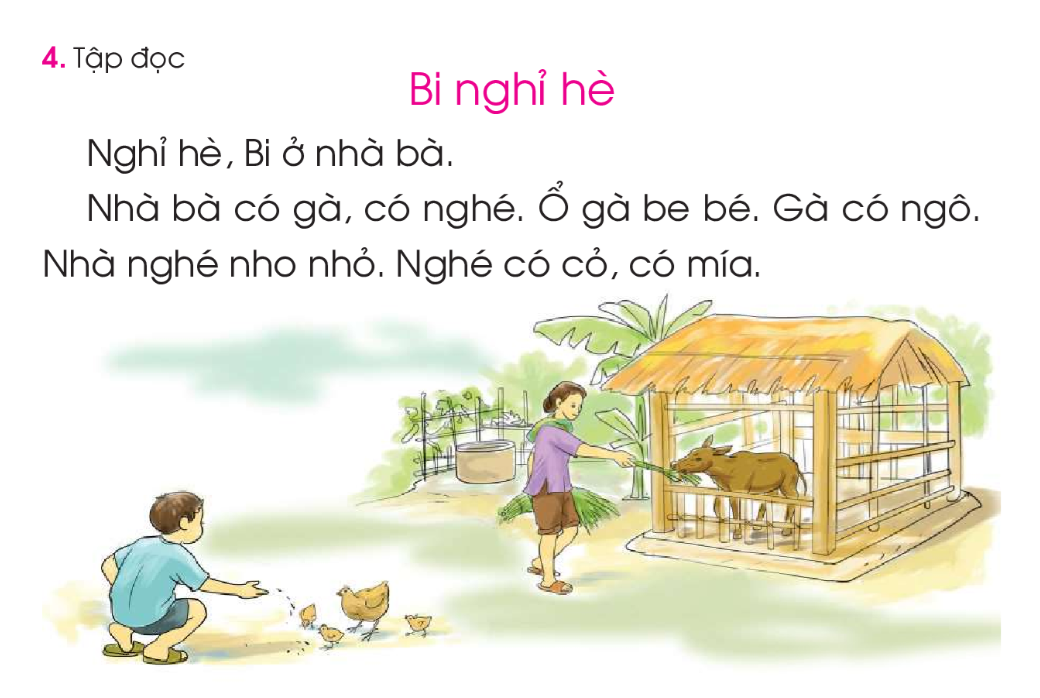 4. Tập đọc
Bi nghỉ hè
Nghỉ hè, Bi ở nhà bà.
Nhà bà có gà, có nghé. Ổ gà be bé. Gà có ngô.
Nhà nghé nho nhỏ. Nghé có cỏ, có mía.